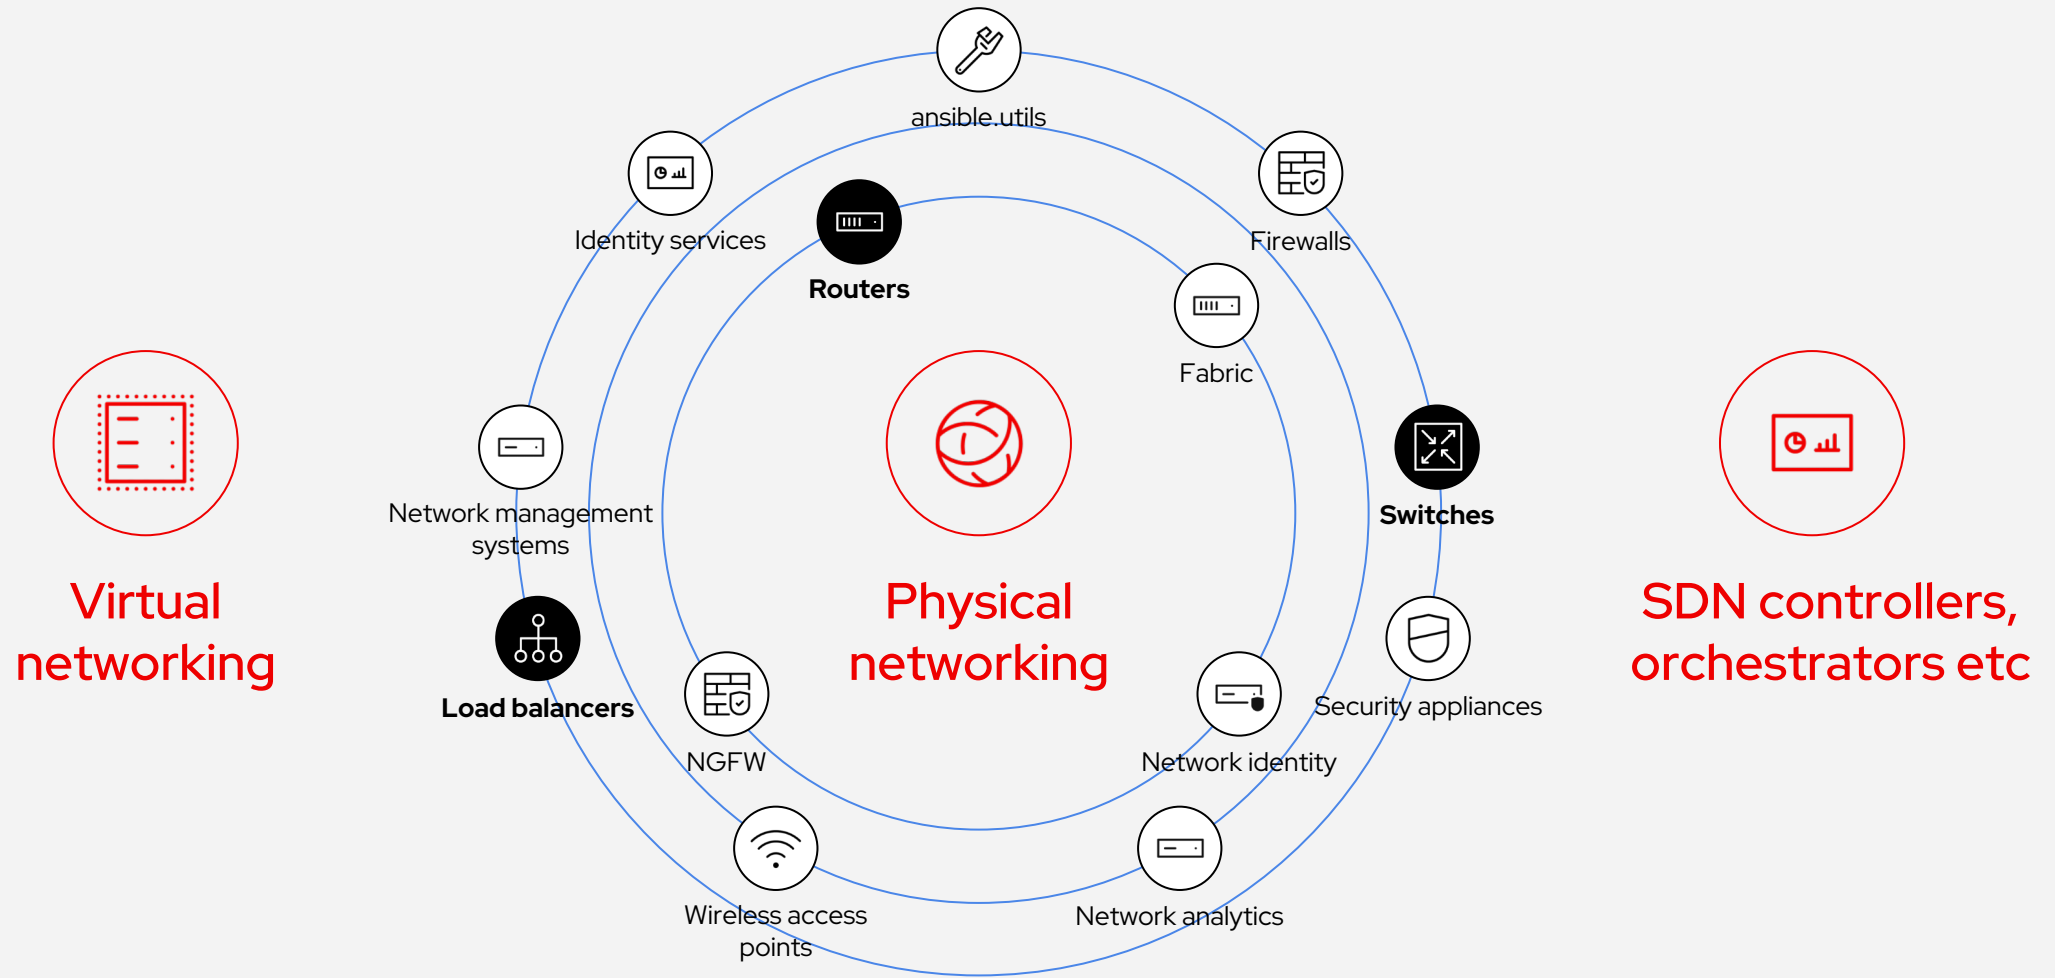 ansible.utils
Identity services
Firewalls
Routers
Fabric
Network management
systems
Switches
Virtual
networking
Physical
networking
SDN controllers,
orchestrators etc
Load balancers
Security appliances
NGFW
Network identity
Wireless access
points
Network analytics